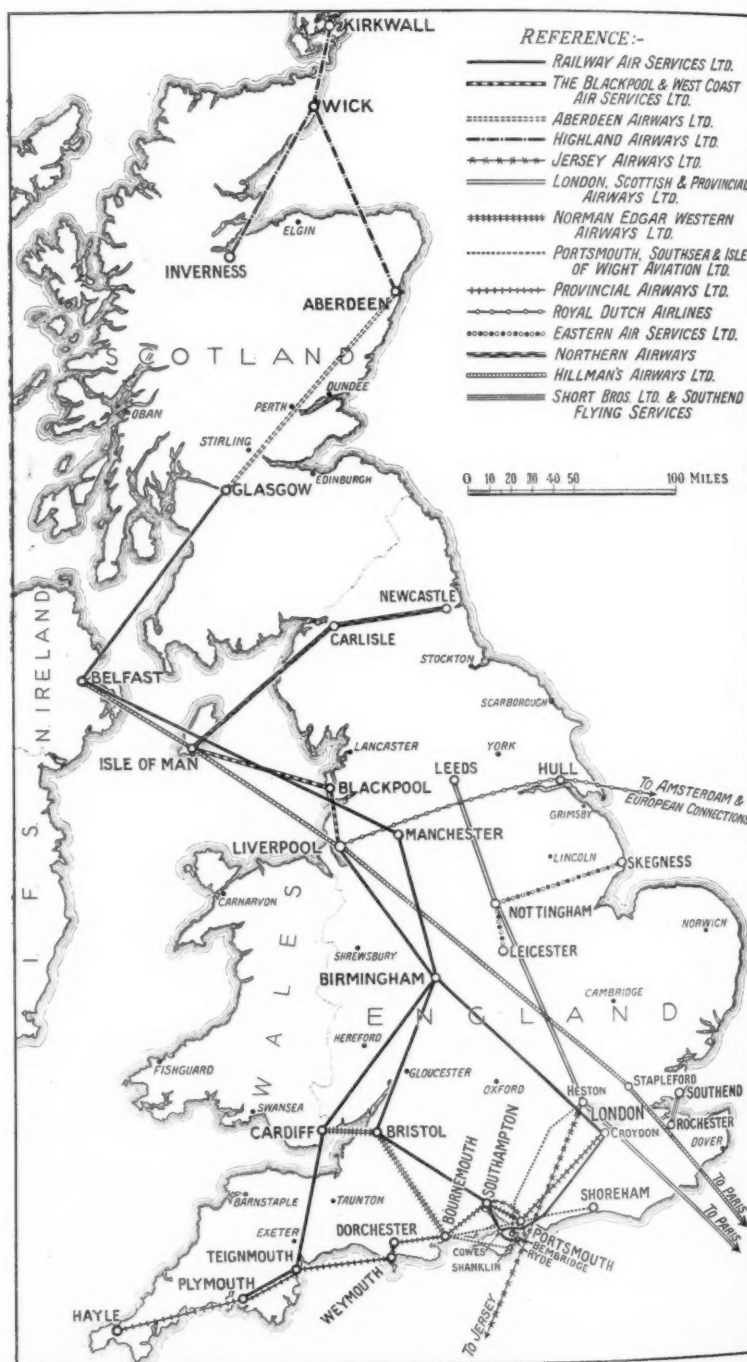 KIRKWALL
WICK
ELGIN
INVERNESS
ABERDEEN
SCOTLAND
DUNDEE
PERTH
OBAN
STIRLING
EDINBURGH
GLASGOW
REFERENCE:-
RAILWAY AIR SERVICES LTD.
THE BLACKPOOL & WEST COAST
AIR SERVICES LTD.
ABERDEEN AIRWAYS LTD.
HIGHLAND AIRWAYS LTD.
JERSEY AIRWAYS LTD.
LONDON, SCOTTISH & PROVINCIAL
AIRWAYS LTD.
NORMAN EDGAR WESTERN
AIRWAYS LTD.
PORTSMOUTH, SOUTHSEA & ISLE
OF WIGHT AVIATION LTD.
PROVINCIAL AIRWAYS LTD.
ROYAL DUTCH AIRLINES
EASTERN AIR SERVICES LTD.
NORTHERN AIRWAYS
HILLMAN'S AIRWAYS LTD.
SHORT BROS. LTD. & SOUTHEND
FLYING SERVICES
0 10 20 30 40 50 100 MILES
NEWCASTLE
CARLISLE
N. IRELAND
BELFAST
STOCKTON
SCARBOROUGH
ISLE OF MAN
LANCASTER
YORK
LEEDS
HULL
BLACKPOOL
TO AMSTERDAM &
EUROPEAN CONNECTIONS
GRIMSBY
MANCHESTER
LIVERPOOL
LINCOLN
SKEGNESS
CARNARVON
NOTTINGHAM
NORWICH
I. F. S.
LEICESTER
SHREWSBURY
BIRMINGHAM
CAMBRIDGE
WALES
ENGLAND
HEREFORD
FISHGUARD
GLOUCESTER
OXFORD
HESTON
STAPLEFORD
SOUTHEND
SWANSEA
LONDON
ROCHESTER
CARDIFF
BRISTOL
CROYDON
DOVER
BOURNEMOUTH
SOUTHAMPTON
BARNSTAPLE
TAUNTON
SHOREHAM
TO PARIS
TO PARIS
EXETER
DORCHESTER
TEIGNMOUTH
COWES
SHANKLIN
PORTSMOUTH
BEMBRIDGE
RYDE
PLYMOUTH
WEYMOUTH
HAYLE
TO JERSEY